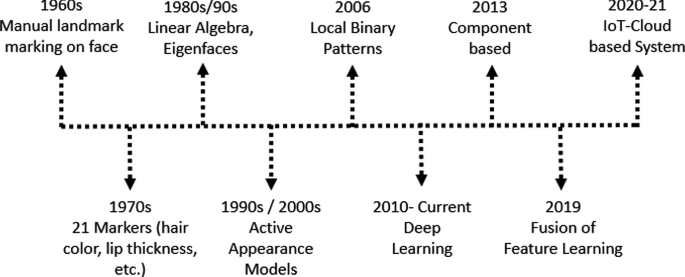 1960s
Manual landmark
marking on face
1980s/90s
Linear Algebra,
Eigenfaces
2006
Local Binary
Patterns
2013
Component
based
2020-21
IoT-Cloud
based System
1970s
21 Markers (hair
color, lip thickness,
etc.)
1990s / 2000s
Active
Appearance
Models
2010- Current
Deep
Learning
2019
Fusion of
Feature Learning